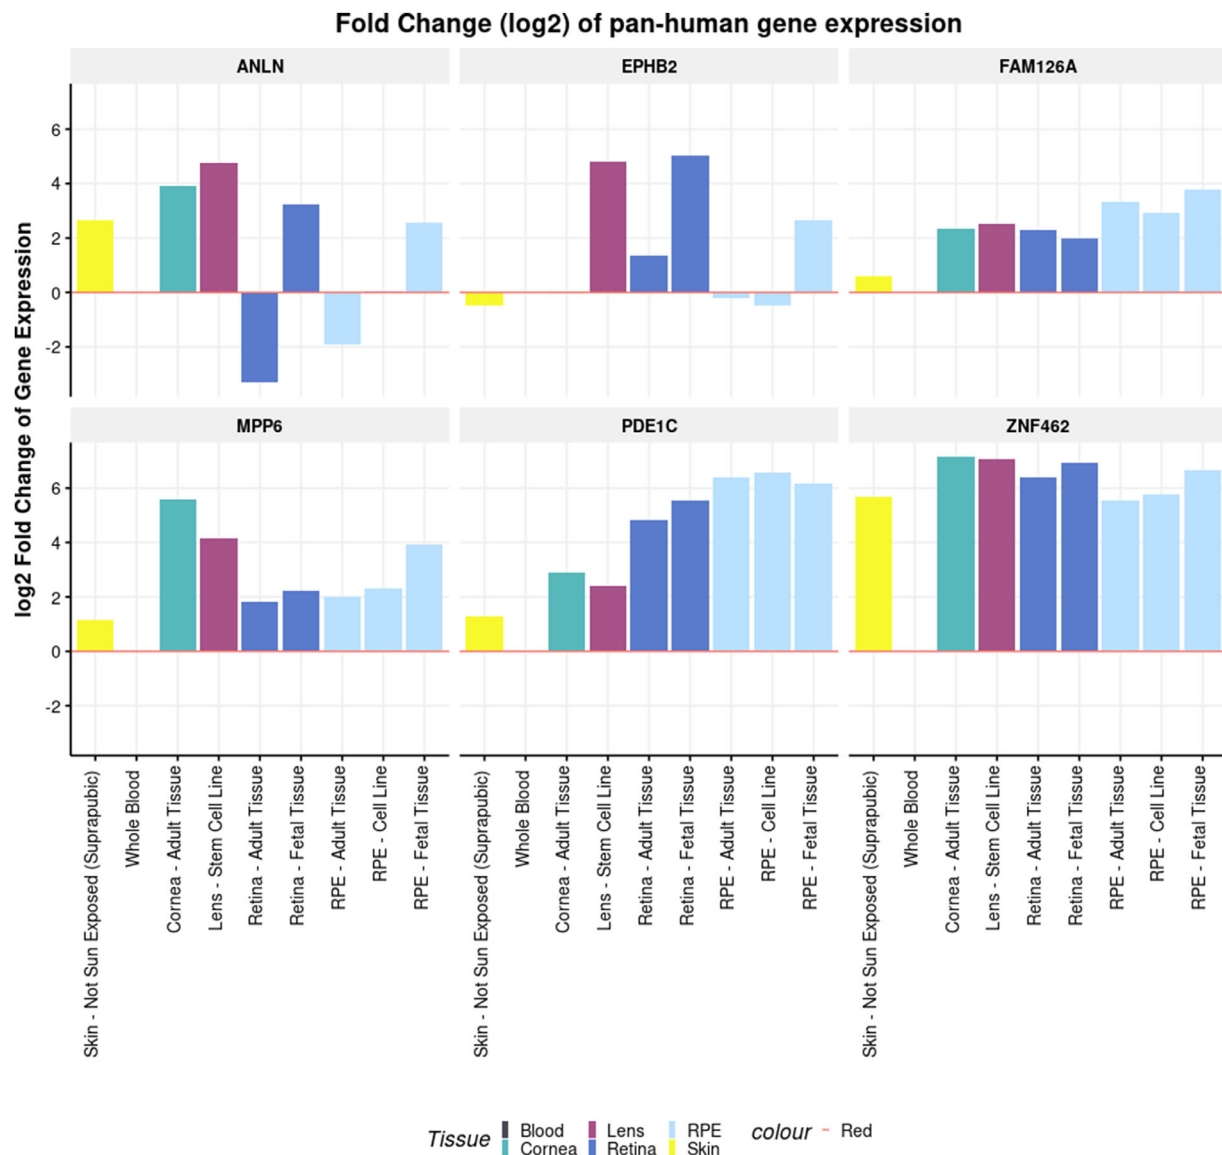 Fold Change (log2) of pan-human gene expression
ANLN
EPHB2
FAM126A
6
4
2
0
-2
log2 Fold Change of Gene Expression
MPP6
PDE1C
ZNF462
6
4
2
0
-2
Skin - Not Sun Exposed (Suprapubic)
Whole Blood
Cornea - Adult Tissue
Lens - Stem Cell Line
Retina - Adult Tissue
Retina - Fetal Tissue
RPE - Adult Tissue
RPE - Cell Line
RPE - Fetal Tissue
Skin - Not Sun Exposed (Suprapubic)
Whole Blood
Cornea - Adult Tissue
Lens - Stem Cell Line
Retina - Adult Tissue
Retina - Fetal Tissue
RPE - Adult Tissue
RPE - Cell Line
RPE - Fetal Tissue
Skin - Not Sun Exposed (Suprapubic)
Whole Blood
Cornea - Adult Tissue
Lens - Stem Cell Line
Retina - Adult Tissue
Retina - Fetal Tissue
RPE - Adult Tissue
RPE - Cell Line
RPE - Fetal Tissue
Tissue
Blood
Lens
RPE
Cornea
Retina
Skin
colour
Red